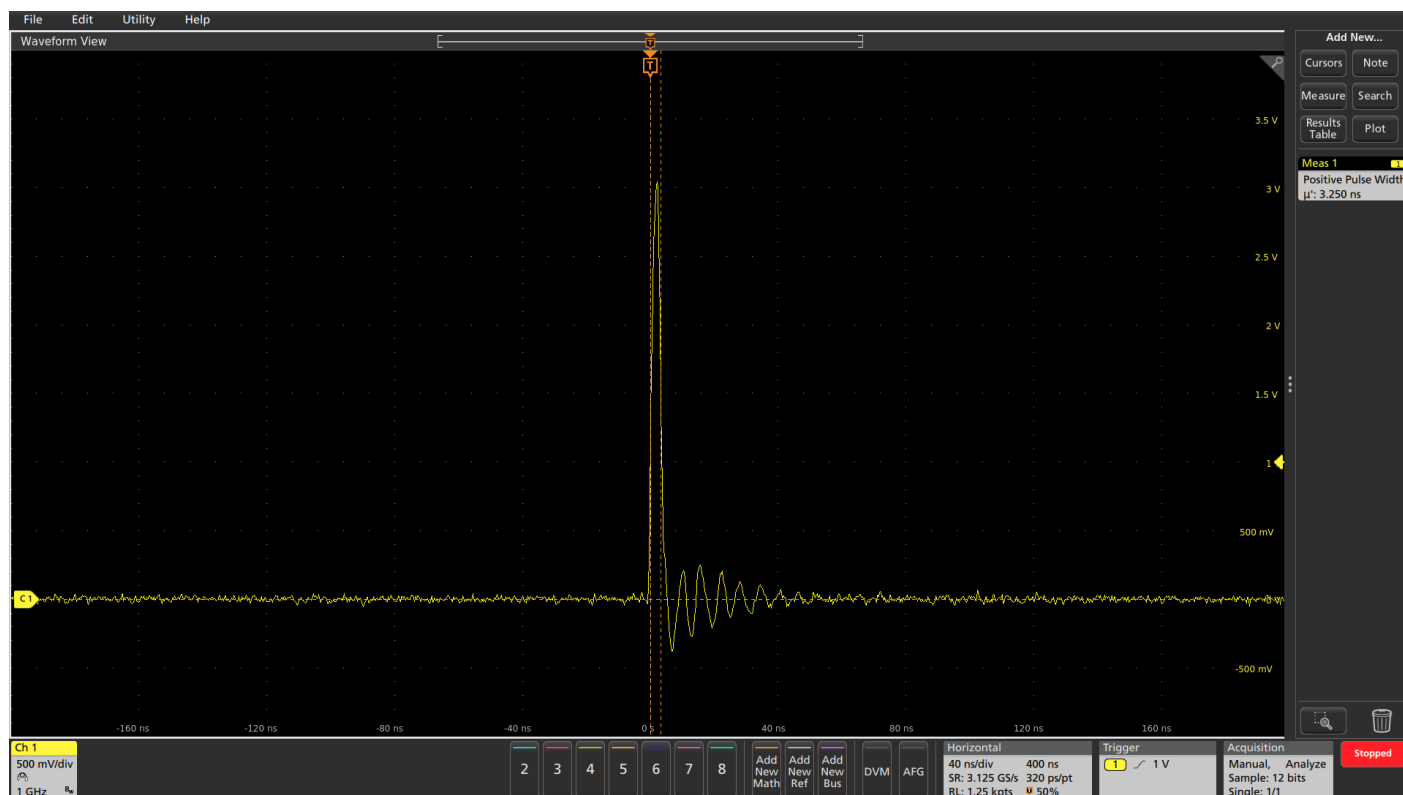 File Edit Utility Help
Waveform View
T
T
3.5 V
3 V
2.5 V
2 V
1.5 V
1
500 mV
0 V
-500 mV
C 1
-160 ns -120 ns -80 ns -40 ns 0 s 40 ns 80 ns 120 ns 160 ns
Add New...
Cursors Note
Measure Search
Results Table Plot
Meas 1 1
Positive Pulse Width
µ': 3.250 ns
Ch 1
500 mV/div
1 GHz Bw
2 3 4 5 6 7 8
Add New Math
Add New Ref
Add New Bus
DVM AFG
Horizontal
40 ns/div 400 ns
SR: 3.125 GS/s 320 ps/pt
RL: 1.25 kpts 50%
Trigger
1 1 V
Acquisition
Manual, Analyze
Sample: 12 bits
Single: 1/1
Stopped